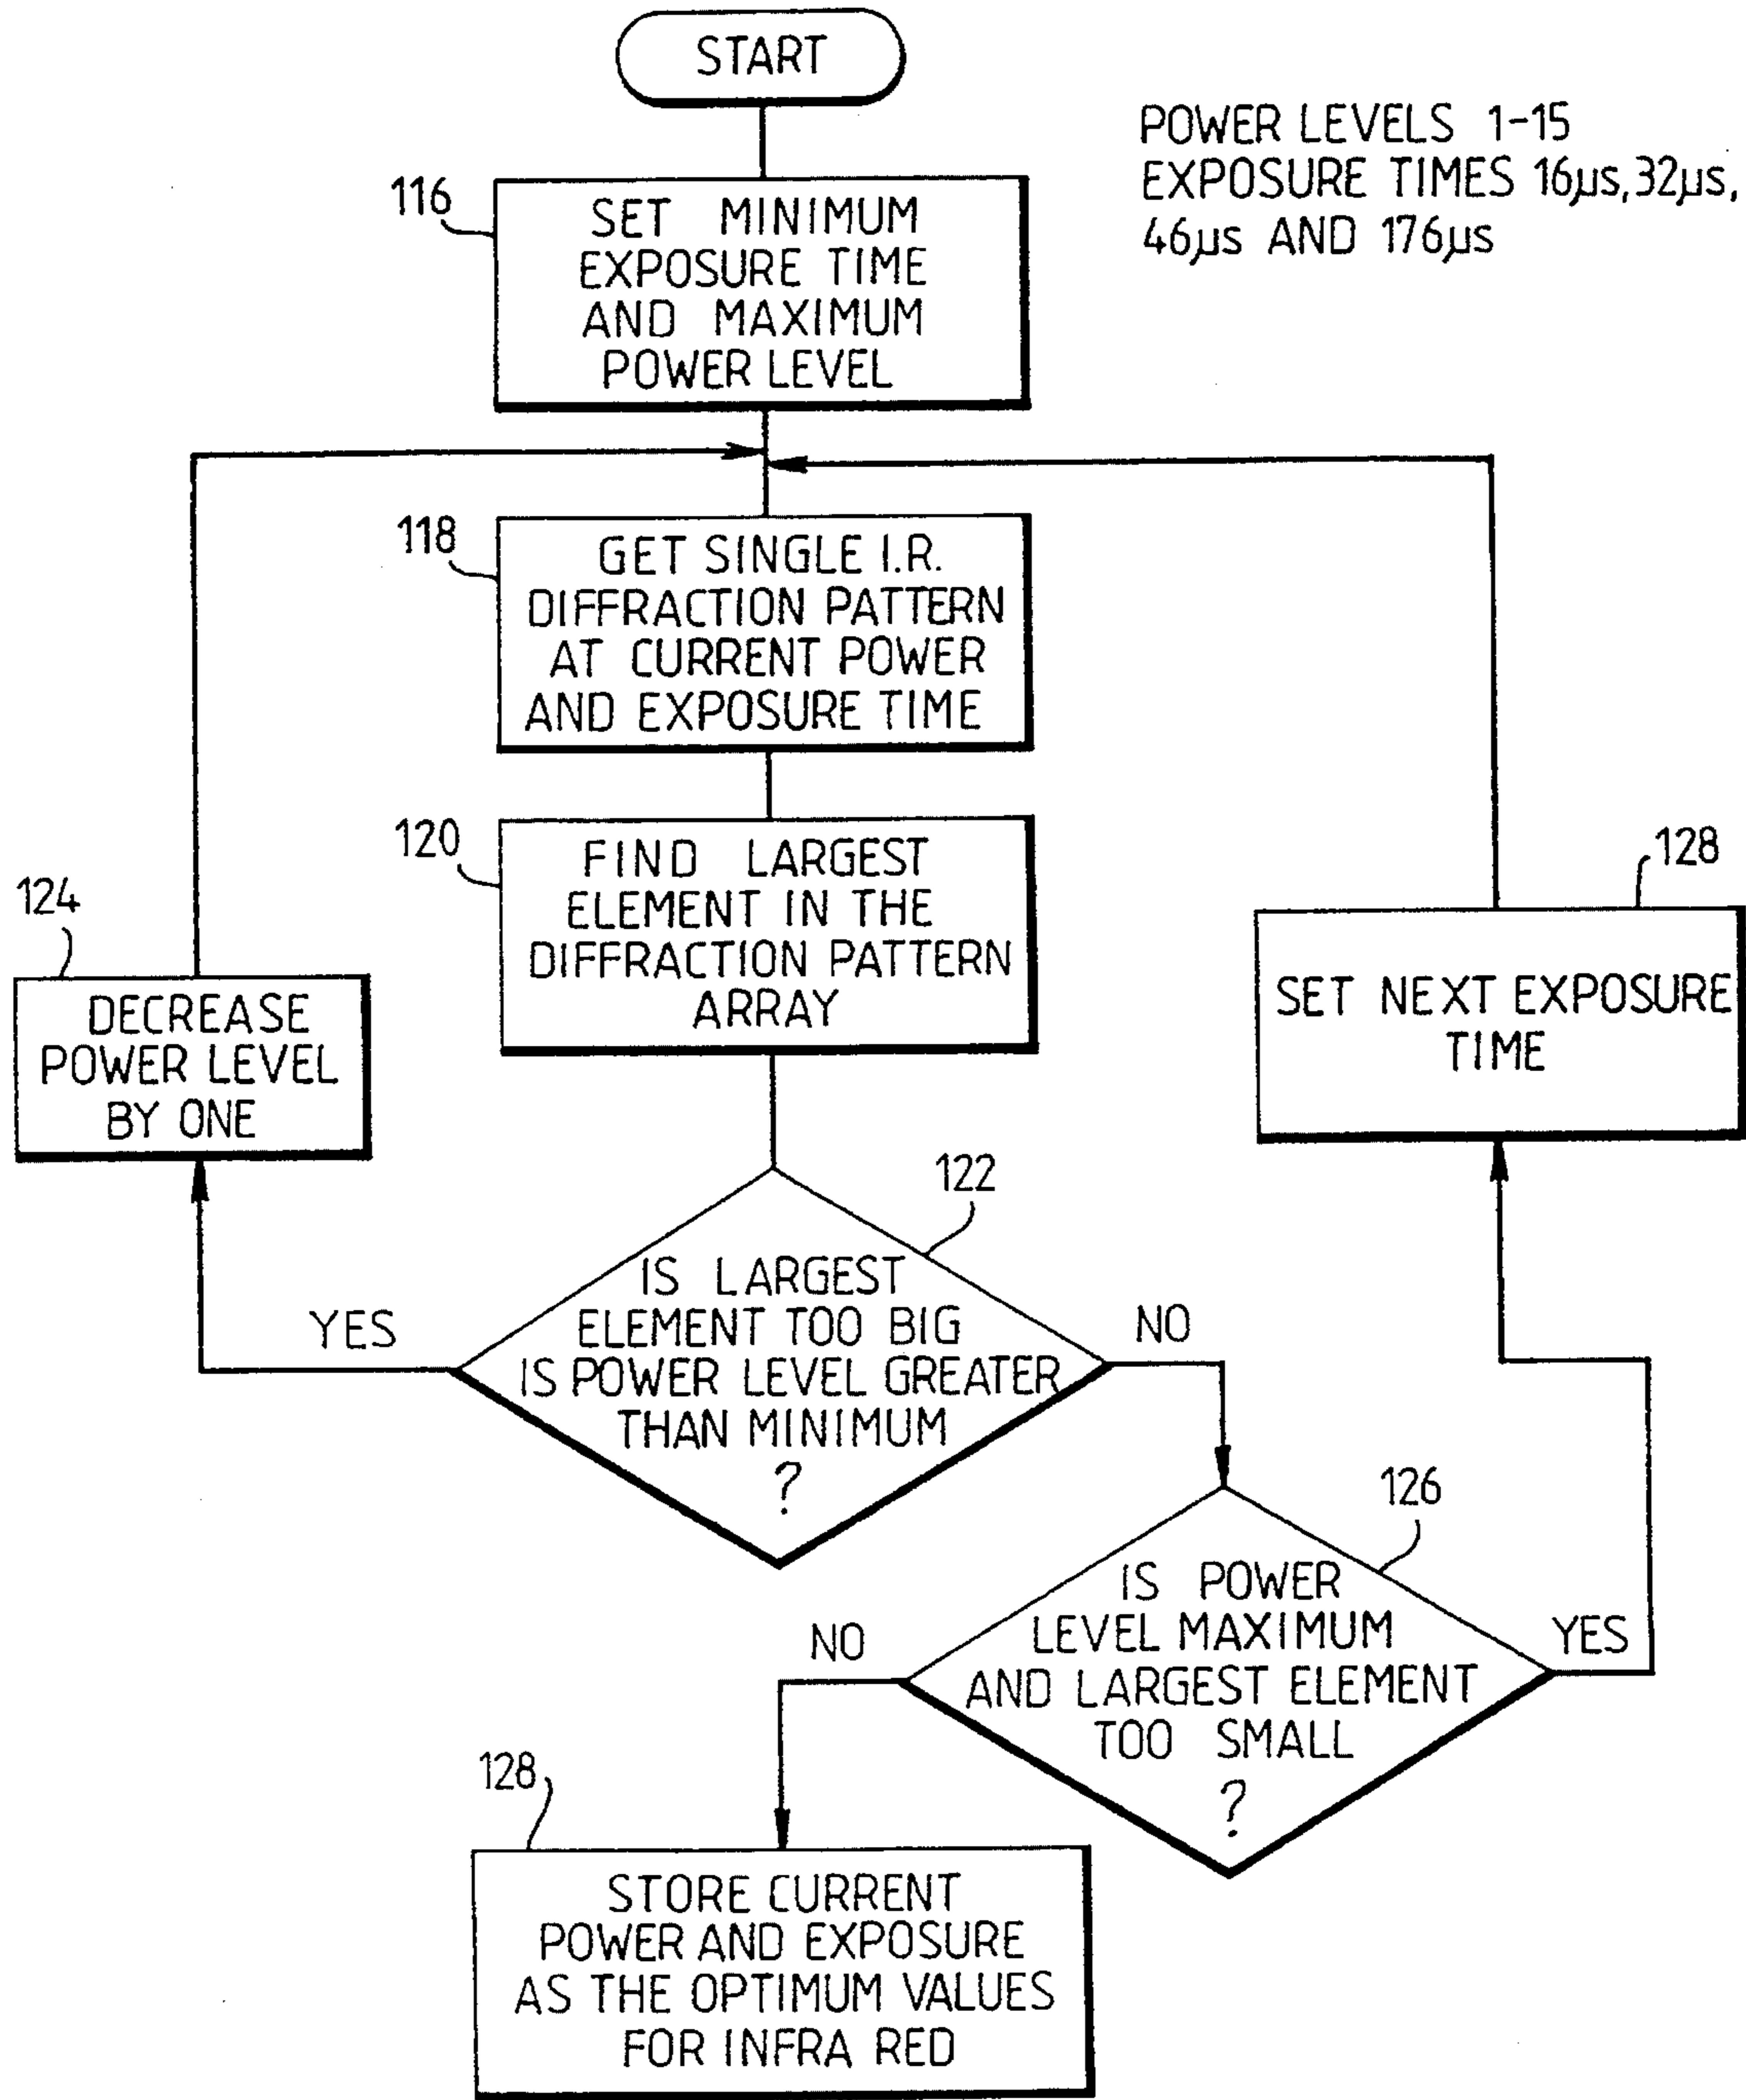 START
POWER LEVELS 1-15
EXPOSURE TIMES 16µs, 32µs,
46µs AND 176µs
116
SET MINIMUM
EXPOSURE TIME
AND MAXIMUM
POWER LEVEL
118
GET SINGLE I.R.
DIFFRACTION PATTERN
AT CURRENT POWER
AND EXPOSURE TIME
120
FIND LARGEST
ELEMENT IN THE
DIFFRACTION PATTERN
ARRAY
124
DECREASE
POWER LEVEL
BY ONE
128
SET NEXT EXPOSURE
TIME
122
IS LARGEST
ELEMENT TOO BIG
IS POWER LEVEL GREATER
THAN MINIMUM
?
YES
NO
126
IS POWER
LEVEL MAXIMUM
AND LARGEST ELEMENT
TOO SMALL
?
NO
YES
128
STORE CURRENT
POWER AND EXPOSURE
AS THE OPTIMUM VALUES
FOR INFRA RED